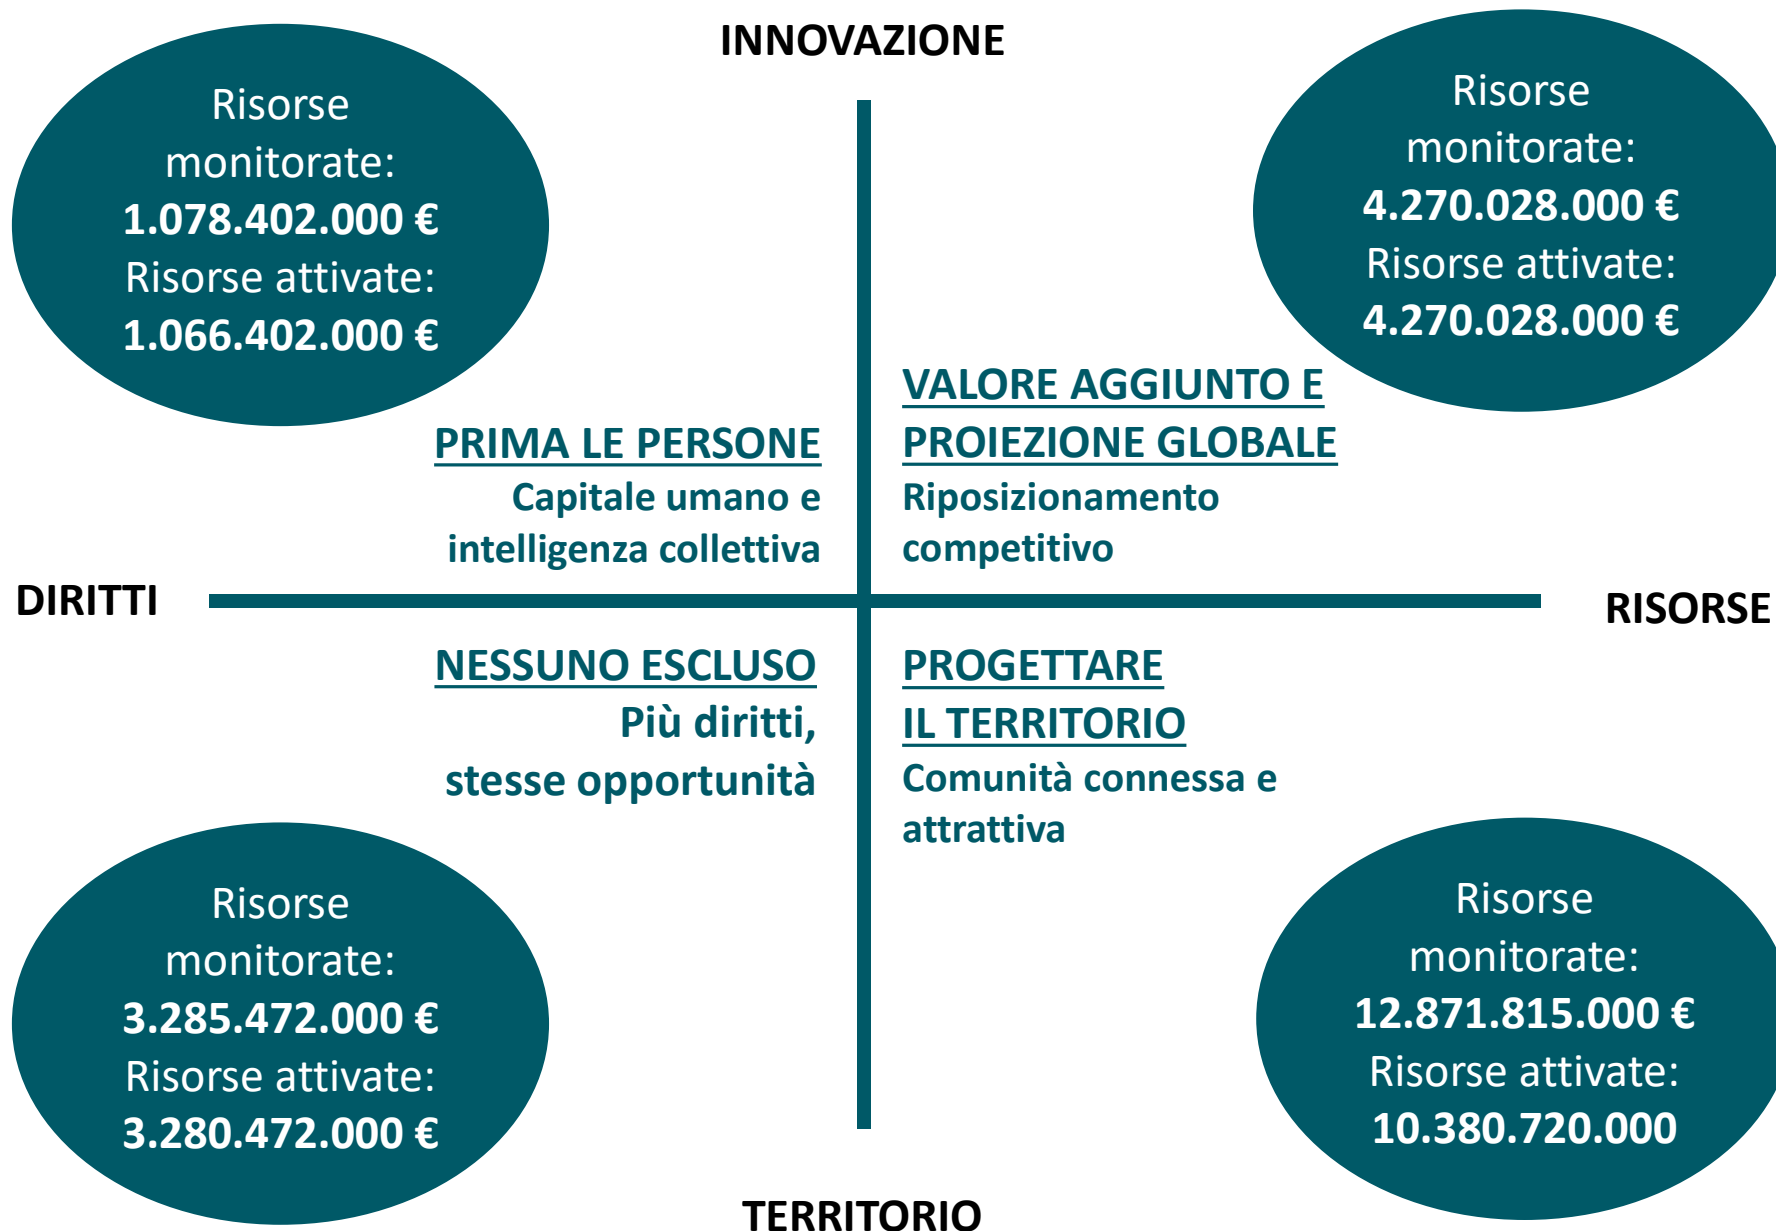 INNOVAZIONE
Risorse
monitorate:
1.078.402.000 €
Risorse attivate:
1.066.402.000 €
Risorse
monitorate:
4.270.028.000 €
Risorse attivate:
4.270.028.000 €
PRIMA LE PERSONE
Capitale umano e
intelligenza collettiva
VALORE AGGIUNTO E
PROIEZIONE GLOBALE
Riposizionamento
competitivo
DIRITTI
RISORSE
NESSUNO ESCLUSO
Più diritti,
stesse opportunità
PROGETTARE
IL TERRITORIO
Comunità connessa e
attrattiva
Risorse
monitorate:
3.285.472.000 €
Risorse attivate:
3.280.472.000 €
Risorse
monitorate:
12.871.815.000 €
Risorse attivate:
10.380.720.000
TERRITORIO